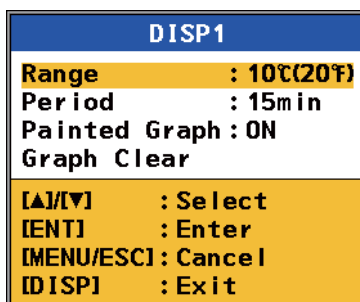 DISP1
Range : 10℃(20℉)
Period : 15min
Painted Graph : ON
Graph Clear
[▲]/[▼] : Select
[ENT] : Enter
[MENU/ESC] : Cancel
[DISP] : Exit